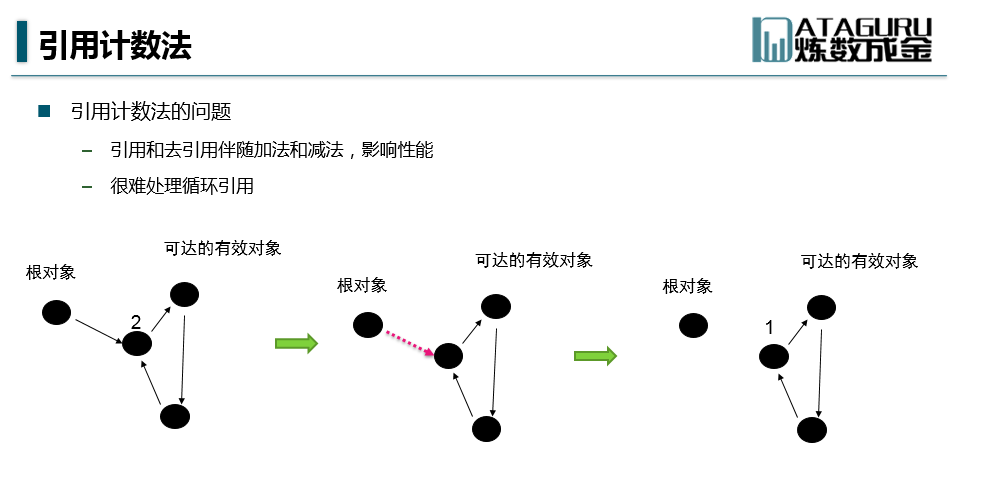 引用计数法
ATAGURU
炼数成金
引用计数法的问题
– 引用和去引用伴随加法和减法，影响性能
– 很难处理循环引用
可达的有效对象
根对象
2
可达的有效对象
根对象
可达的有效对象
根对象
1